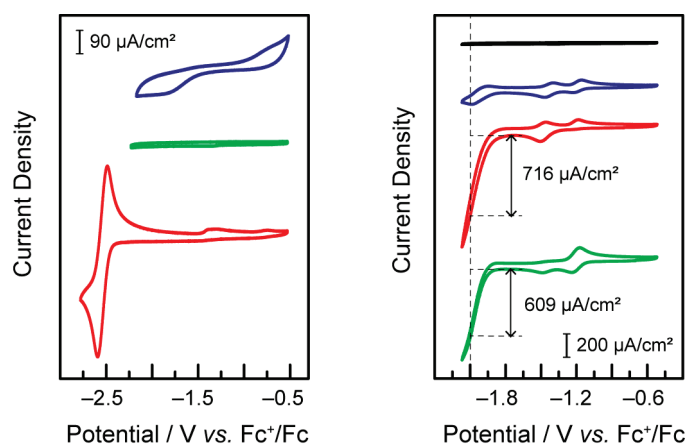 90 µA/cm²
Current Density
−2.5 −1.5 −0.5
Potential / V vs. Fc⁺/Fc
Current Density
716 µA/cm²
609 µA/cm²
200 µA/cm²
−1.8 −1.2 −0.6
Potential / V vs. Fc⁺/Fc